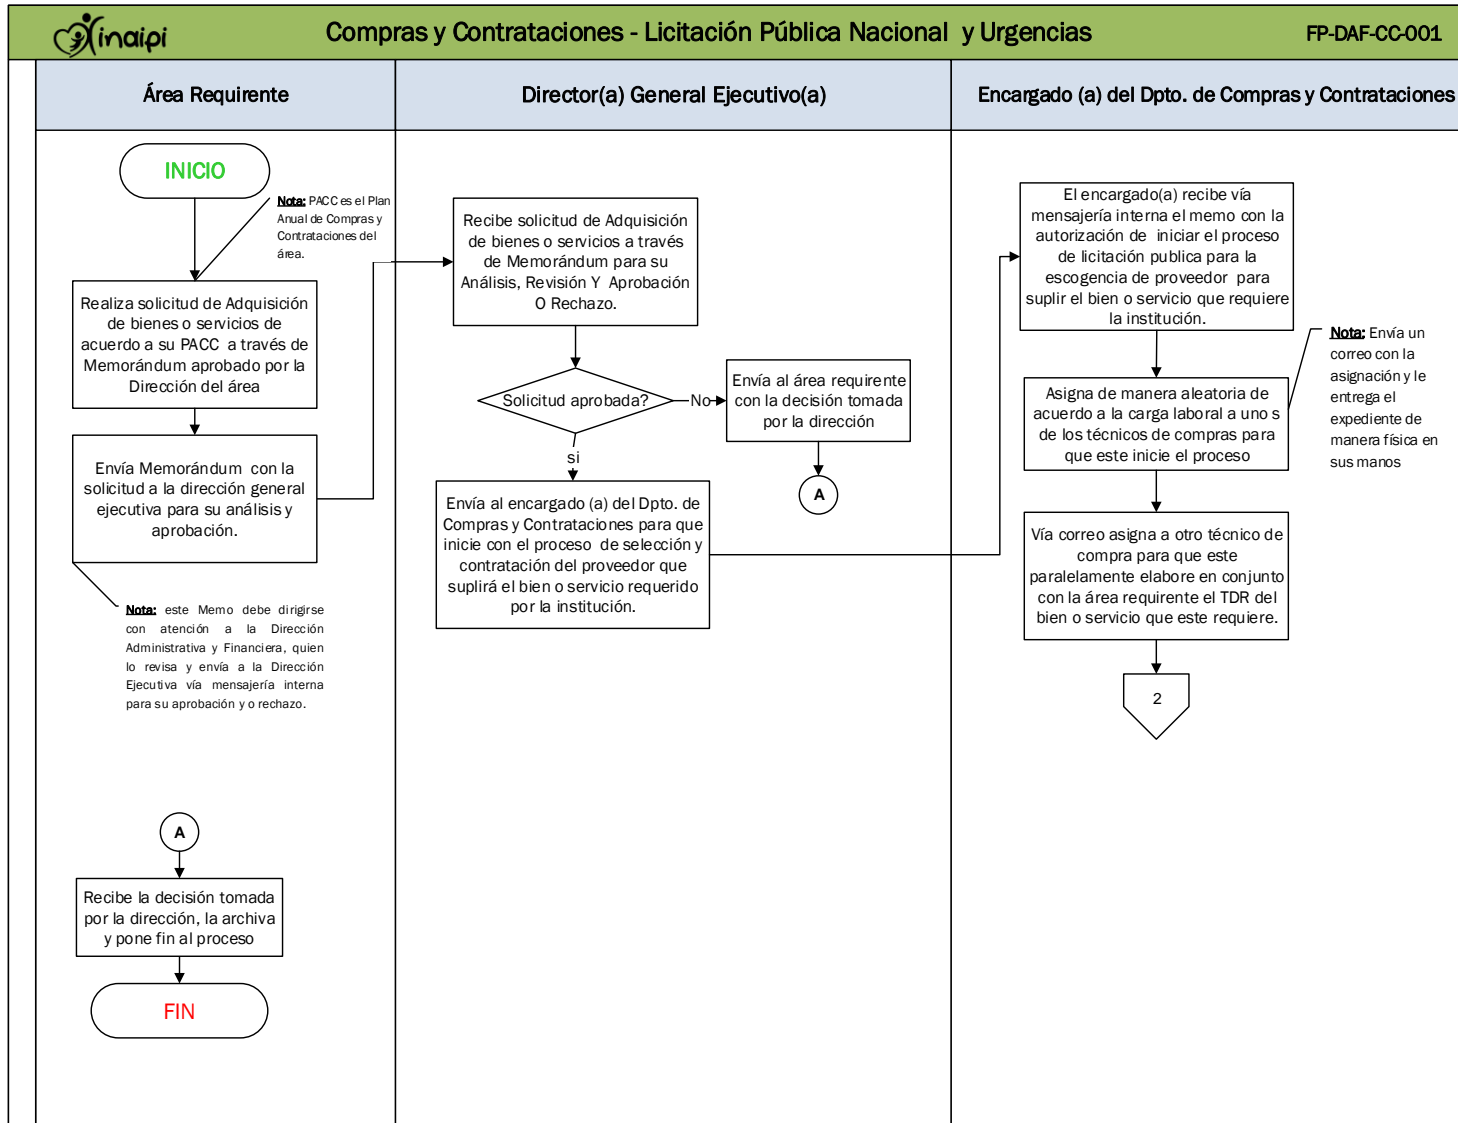 inaipi
Compras y Contrataciones - Licitación Pública Nacional y Urgencias
FP-DAF-CC-001
Área Requirente
Director(a) General Ejecutivo(a)
Encargado (a) del Dpto. de Compras y Contrataciones
INICIO
Nota: PACC es el Plan
Anual de Compras y
Contrataciones del
área.
Realiza solicitud de Adquisición
de bienes o servicios de
acuerdo a su PACC a través de
Memorándum aprobado por la
Dirección del área
Envía Memorándum con la
solicitud a la dirección general
ejecutiva para su análisis y
aprobación.
Nota: este Memo debe dirigirse
con atención a la Dirección
Administrativa y Financiera, quien
lo revisa y envía a la Dirección
Ejecutiva vía mensajería interna
para su aprobación y o rechazo.
A
Recibe la decisión tomada
por la dirección, la archiva
y pone fin al proceso
FIN
Recibe solicitud de Adquisición
de bienes o servicios a través
de Memorándum para su
Análisis, Revisión Y Aprobación
O Rechazo.
Solicitud aprobada?
No
Envía al área requirente
con la decisión tomada
por la dirección
A
si
Envía al encargado (a) del Dpto. de
Compras y Contrataciones para que
inicie con el proceso de selección y
contratación del proveedor que
suplirá el bien o servicio requerido
por la institución.
El encargado(a) recibe vía
mensajería interna el memo con la
autorización de iniciar el proceso
de licitación publica para la
escogencia de proveedor para
suplir el bien o servicio que requiere
la institución.
Nota: Envía un
correo con la
asignación y le
entrega el
expediente de
manera física en
sus manos
Asigna de manera aleatoria de
acuerdo a la carga laboral a uno s
de los técnicos de compras para
que este inicie el proceso
Vía correo asigna a otro técnico de
compra para que este
paralelamente elabore en conjunto
con la área requirente el TDR del
bien o servicio que este requiere.
2